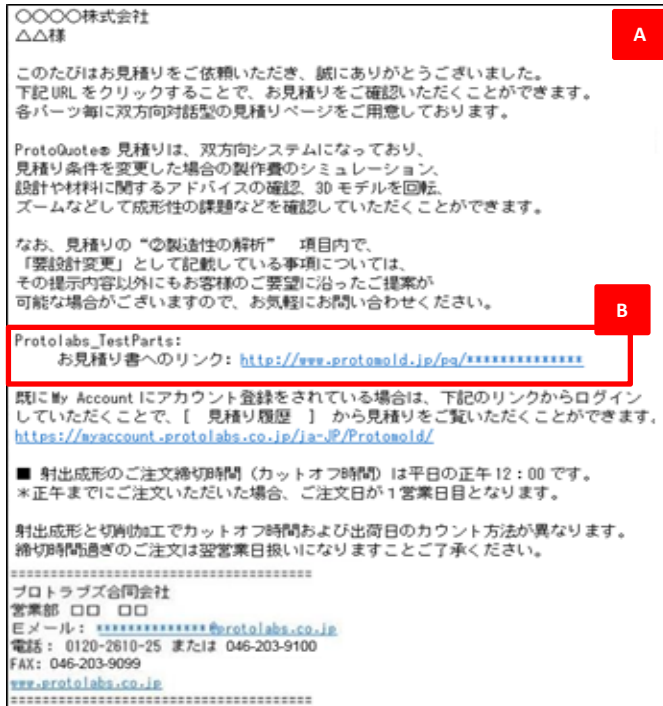 〇〇〇〇株式会社
A
△△様
このたびはお見積りをご依頼いただき、誠にありがとうございました。
下記URLをクリックすることで、お見積りをご確認いただくことができます。
各パーツ毎に双方向対話型の見積りページをご用意しております。
ProtoQuote® 見積りは、双方向システムになっており、
見積り条件を変更した場合の製作費のシミュレーション、
設計や材料に関するアドバイスの確認、3D モデルを回転、
ズームなどして成形性の課題などを確認していただくことができます。
なお、見積りの“②製造性の解析” 項目内で、
「要設計変更」として記載している事項については、
その提示内容以外にもお客様のご要望に沿ったご提案が
可能な場合がございますので、お気軽にお問い合わせください。
B
Protolabs_TestParts:
お見積り書へのリンク: http://www.protomold.jp/pq/**************
既にMy Accountにアカウント登録をされている場合は、下記のリンクからログイン
していただくことで、[ 見積り履歴 ] から見積りをご覧いただくことができます。
https://myaccount.protolabs.co.jp/ja-JP/Protomold/
■ 射出成形のご注文締切時間（カットオフ時間）は平日の正午12：00 です。
＊正午までにご注文いただいた場合、ご注文日が１営業日目となります。
射出成形と切削加工でカットオフ時間および出荷日のカウント方法が異なります。
締切時間過ぎのご注文は翌営業日扱いになりますことご了承ください。
======================================
プロトラブズ合同会社
営業部 □□ □□
Eメール： **************@protolabs.co.jp
電話： 0120-2610-25 または 046-203-9100
FAX: 046-203-9099
www.protolabs.co.jp
======================================